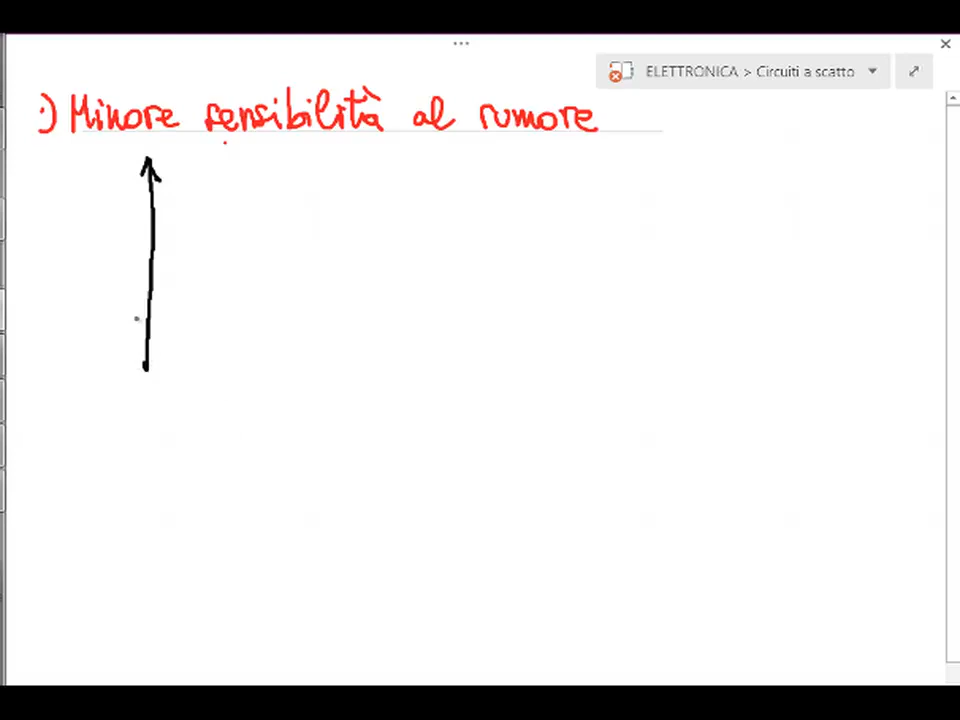 ELETTRONICA > Circuiti a scatto
:) Minore sensibilità al rumore